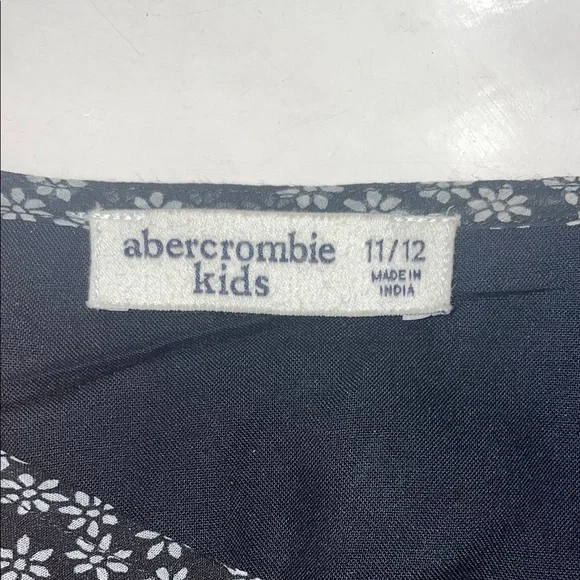 abercrombie
kids
11/12
MADE IN
INDIA